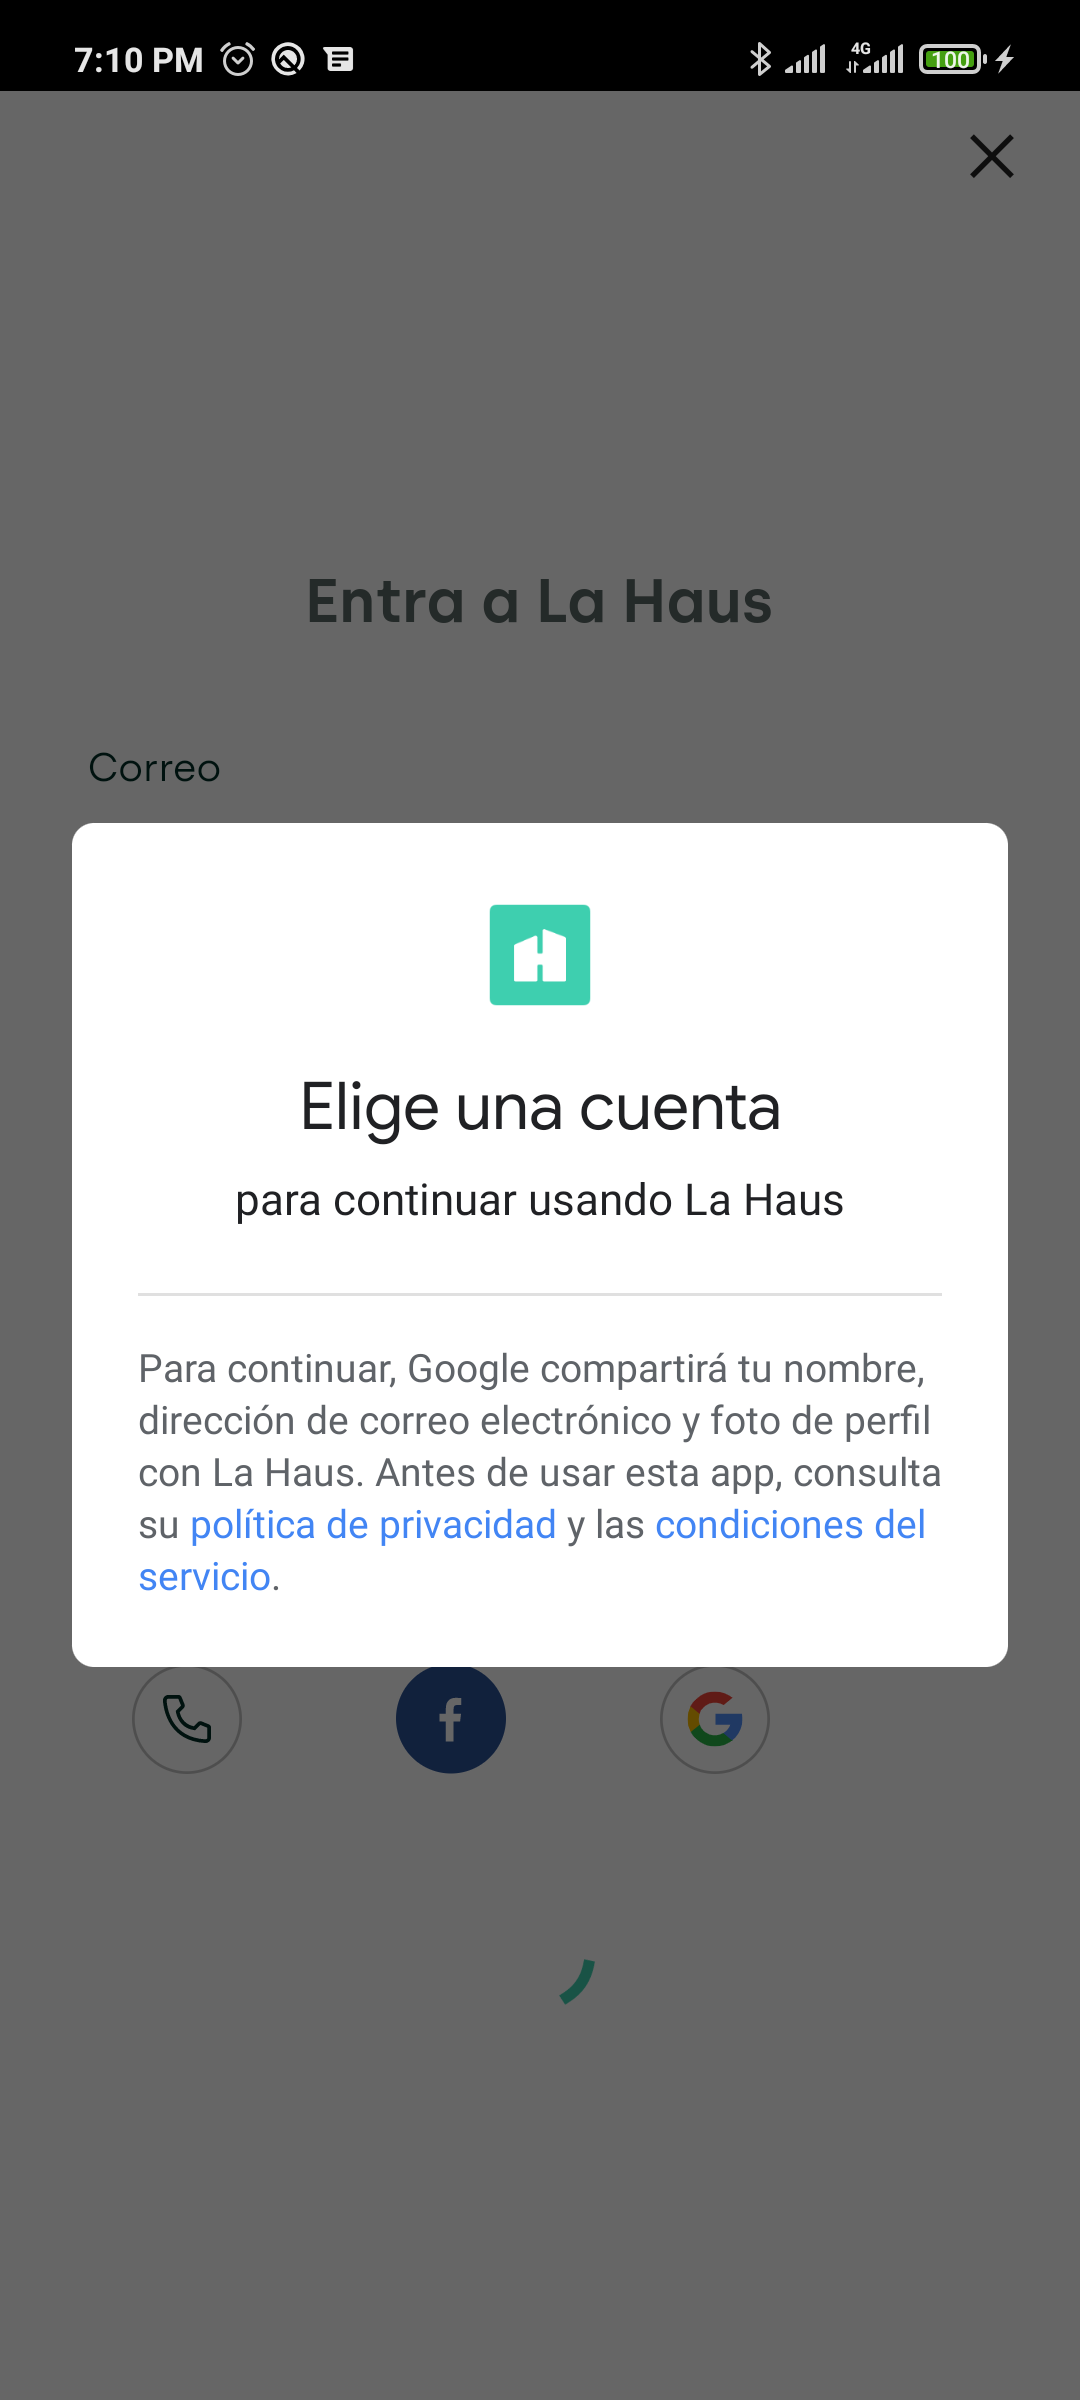 7:10 PM
4G
100
Entra a La Haus
Correo
Elige una cuenta
para continuar usando La Haus
Para continuar, Google compartirá tu nombre,
dirección de correo electrónico y foto de perfil
con La Haus. Antes de usar esta app, consulta
su política de privacidad y las condiciones del
servicio.